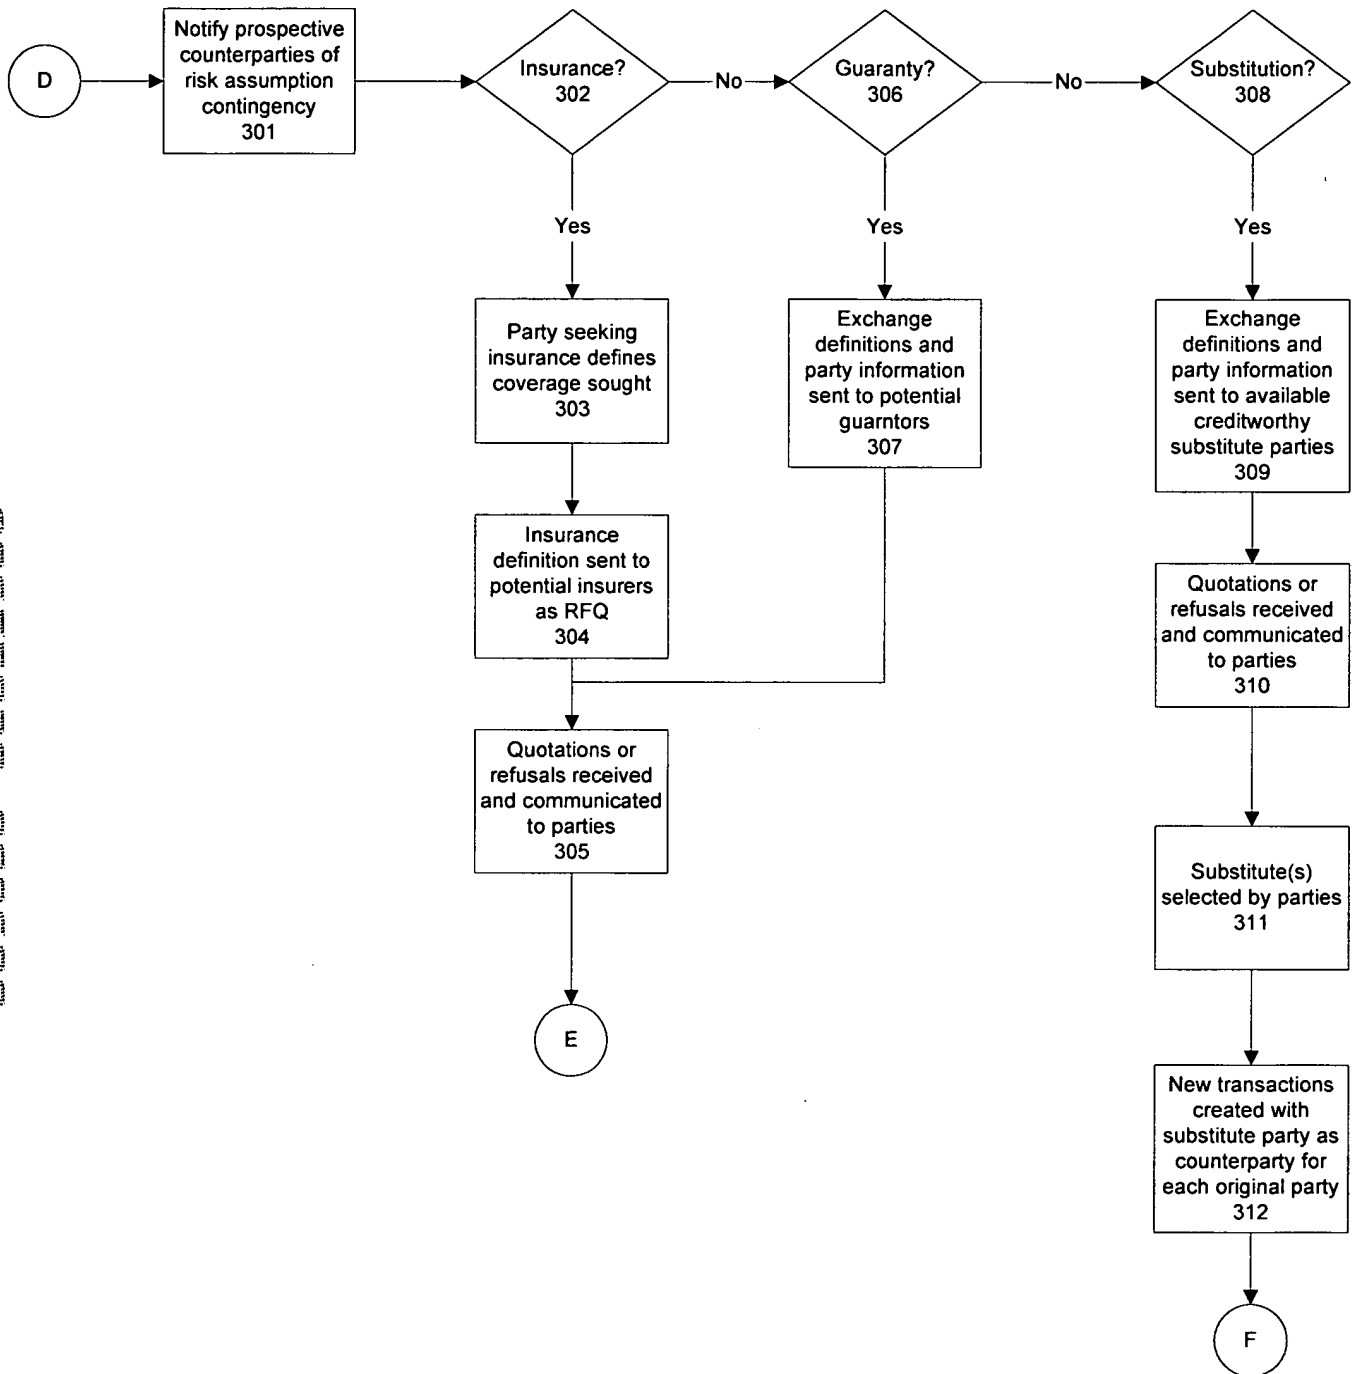 D
Notify prospective
counterparties of
risk assumption
contingency
301
Insurance?
302
No
Guaranty?
306
No
Substitution?
308
Yes
Yes
Yes
Party seeking
insurance defines
coverage sought
303
Exchange
definitions and
party information
sent to potential
guarntors
307
Exchange
definitions and
party information
sent to available
creditworthy
substitute parties
309
Insurance
definition sent to
potential insurers
as RFQ
304
Quotations or
refusals received
and communicated
to parties
310
Quotations or
refusals received
and communicated
to parties
305
Substitute(s)
selected by parties
311
E
New transactions
created with
substitute party as
counterparty for
each original party
312
F